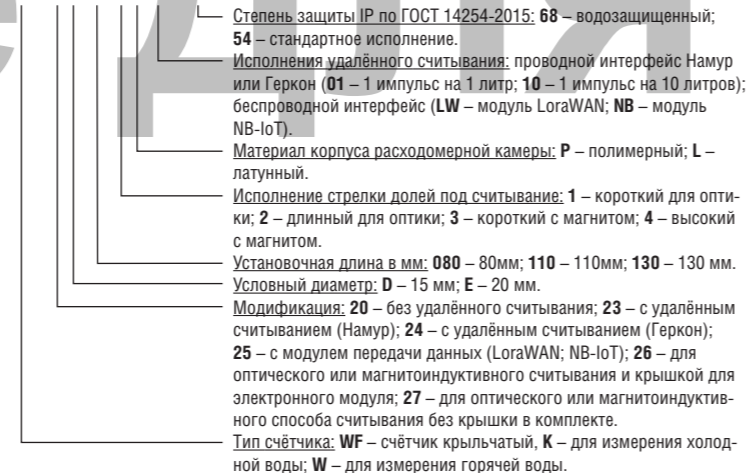 Степень защиты IP по ГОСТ 14254-2015: 68 – водозащищенный;
54 – стандартное исполнение.
Исполнения удалённого считывания: проводной интерфейс Намур
или Геркон (01 – 1 импульс на 1 литр; 10 – 1 импульс на 10 литров);
беспроводной интерфейс (LW – модуль LoraWAN; NB – модуль
NB-IoT).
Материал корпуса расходомерной камеры: P – полимерный; L –
латунный.
Исполнение стрелки долей под считывание: 1 – короткий для опти-
ки; 2 – длинный для оптики; 3 – короткий с магнитом; 4 – высокий
с магнитом.
Установочная длина в мм: 080 – 80мм; 110 – 110мм; 130 – 130 мм.
Условный диаметр: D – 15 мм; E – 20 мм.
Модификация: 20 – без удалённого считывания; 23 – с удалённым
считыванием (Намур); 24 – с удалённым считыванием (Геркон);
25 – с модулем передачи данных (LoraWAN; NB-IoT); 26 – для
оптического или магнитоиндуктивного считывания и крышкой для
электронного модуля; 27 – для оптического или магнитоиндуктив-
ного способа считывания без крышки в комплекте.
Тип счётчика: WF – счётчик крыльчатый, K – для измерения холод-
ной воды; W – для измерения горячей воды.